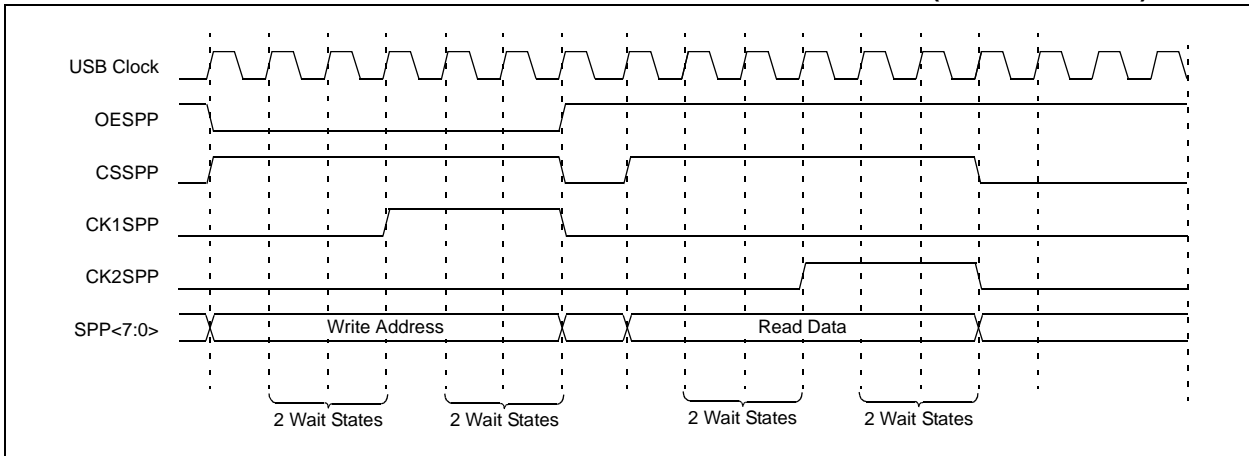 USB Clock
OESPP
CSSPP
CK1SPP
CK2SPP
SPP<7:0>
Write Address
Read Data
2 Wait States
2 Wait States
2 Wait States
2 Wait States